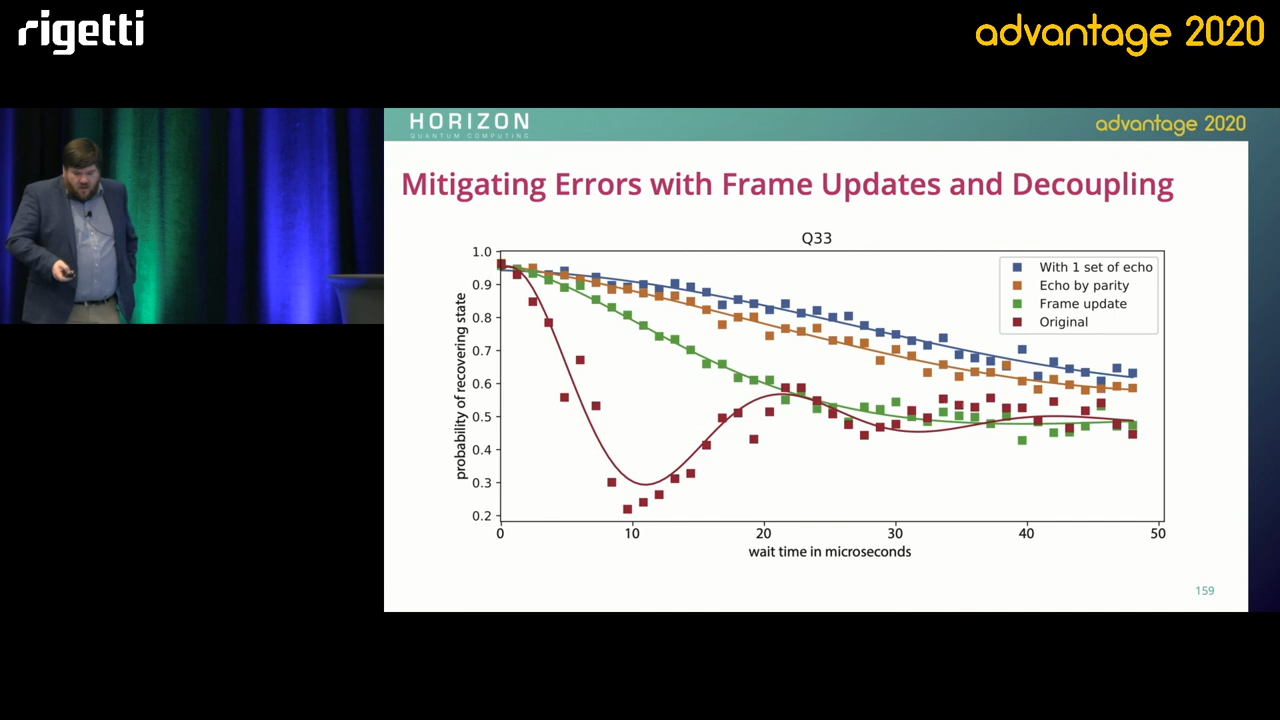 rigetti
advantage 2020
HORIZON
QUANTUM COMPUTING
advantage 2020
Mitigating Errors with Frame Updates and Decoupling
Q33
With 1 set of echo
Echo by parity
Frame update
Original
probability of recovering state
1.0
0.9
0.8
0.7
0.6
0.5
0.4
0.3
0.2
0
10
20
30
40
50
wait time in microseconds
159